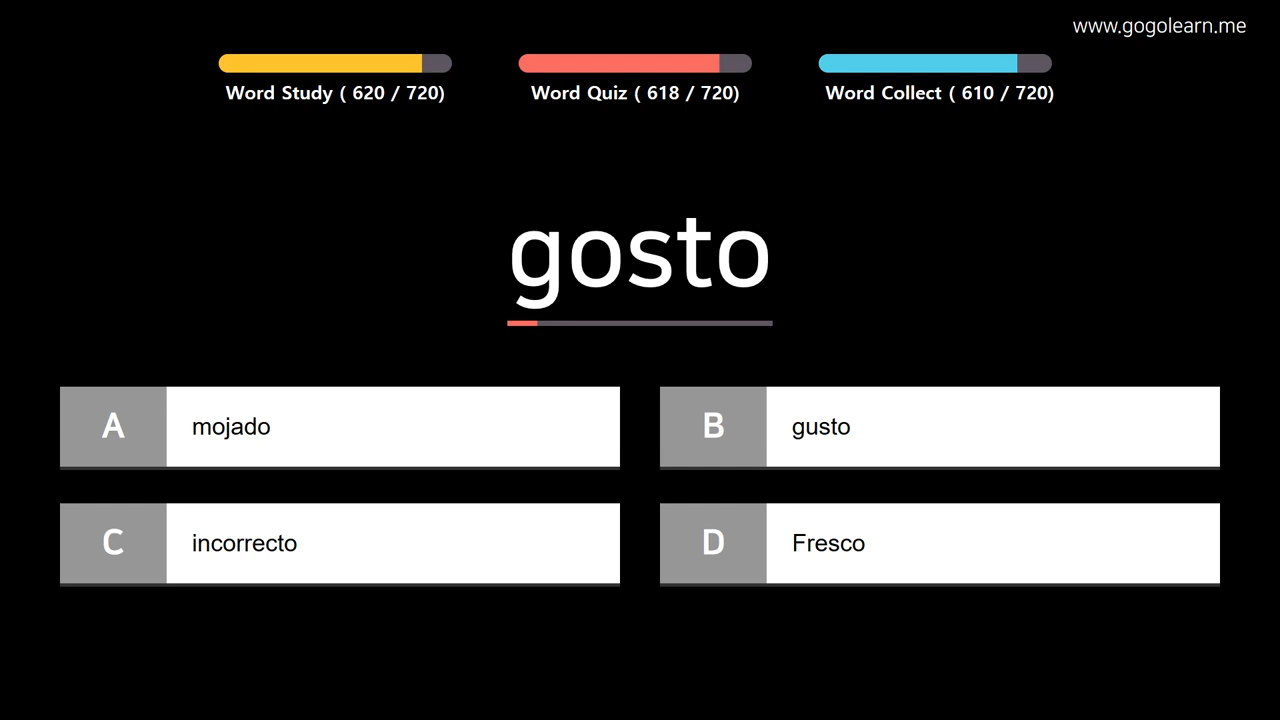 www.gogolearn.me
Word Study ( 620 / 720)
Word Quiz ( 618 / 720)
Word Collect ( 610 / 720)
gosto
A mojado
B gusto
C incorrecto
D Fresco